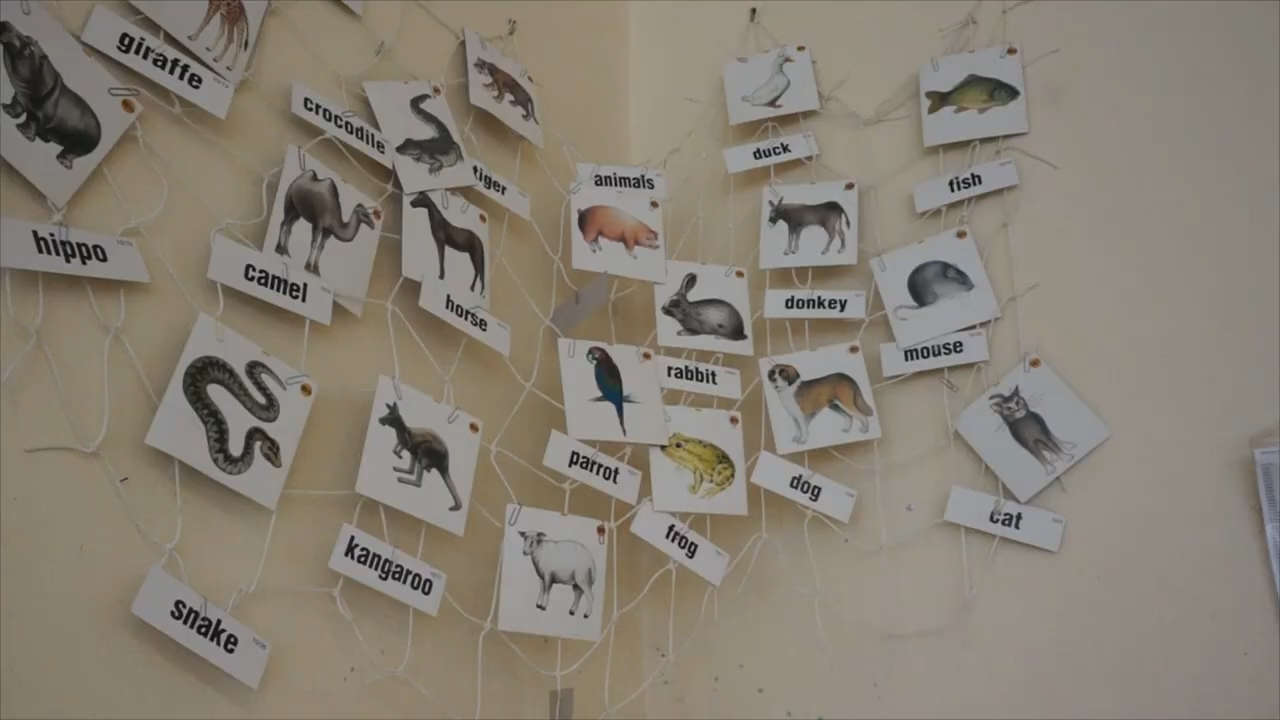 giraffe
crocodile
tiger
animals
duck
fish
hippo
camel
horse
donkey
mouse
rabbit
parrot
dog
frog
cat
kangaroo
snake